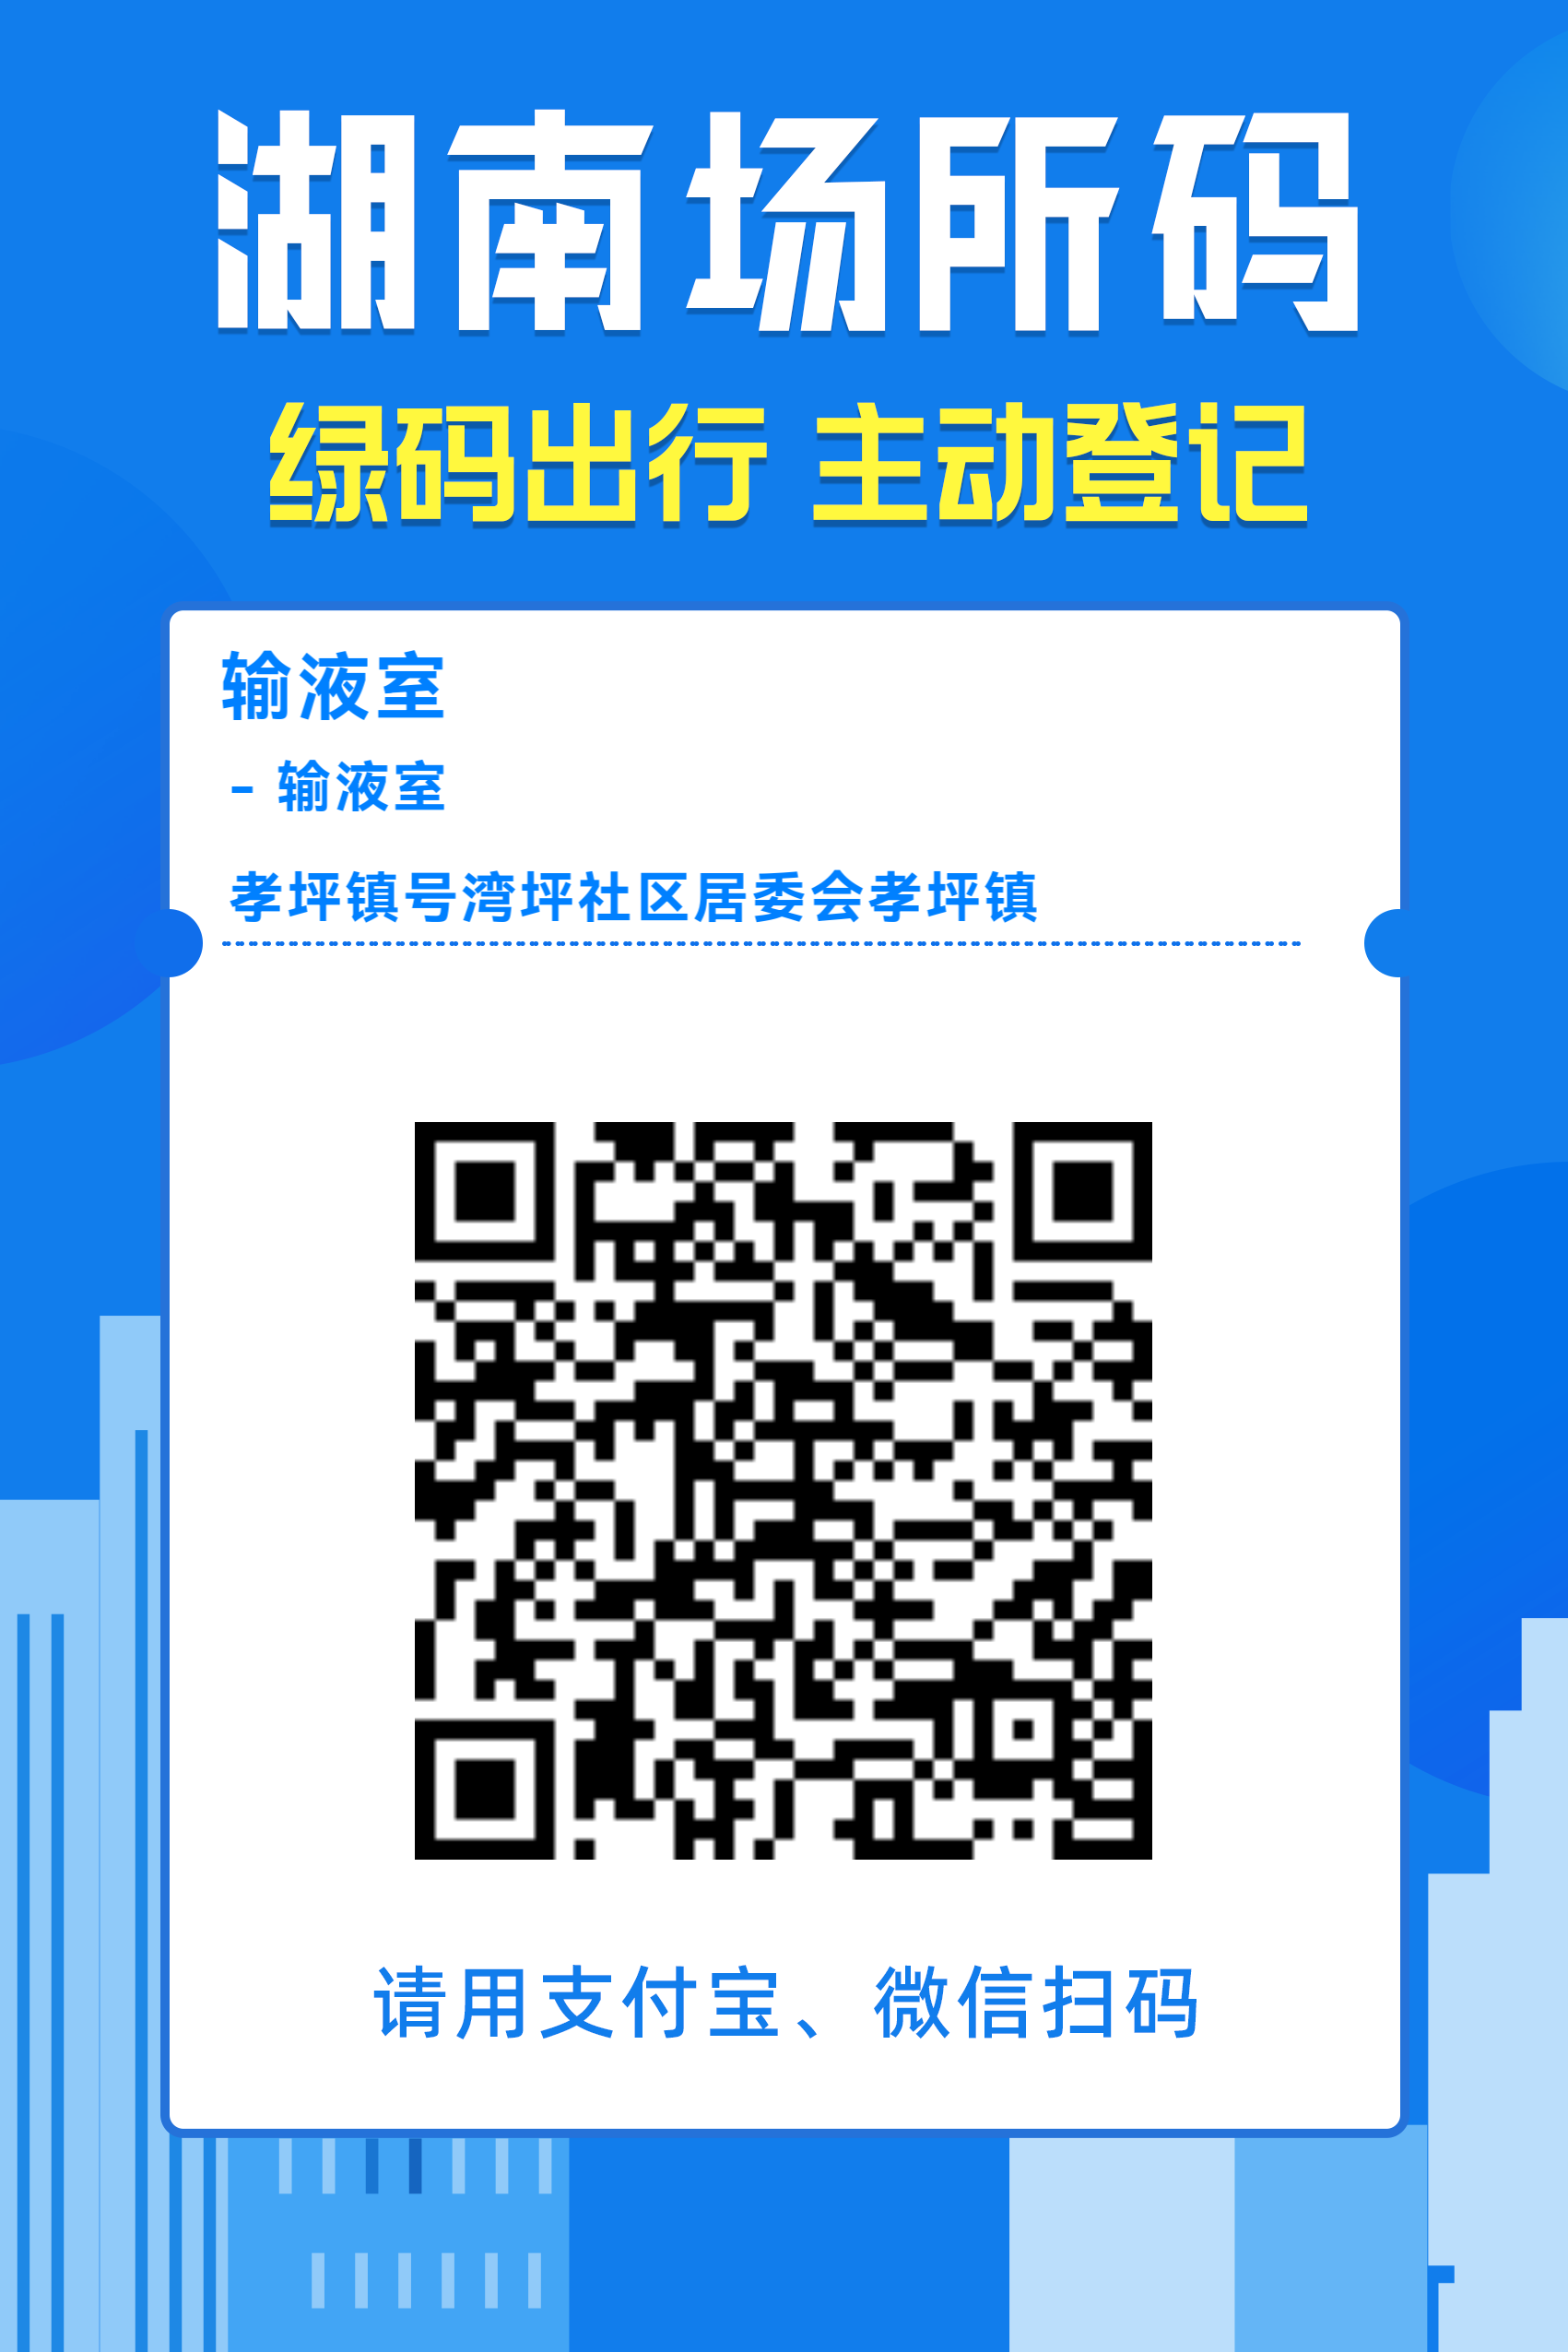 湖南场所码
绿码出行 主动登记
输液室
- 输液室
孝坪镇号湾坪社区居委会孝坪镇
请用支付宝、微信扫码